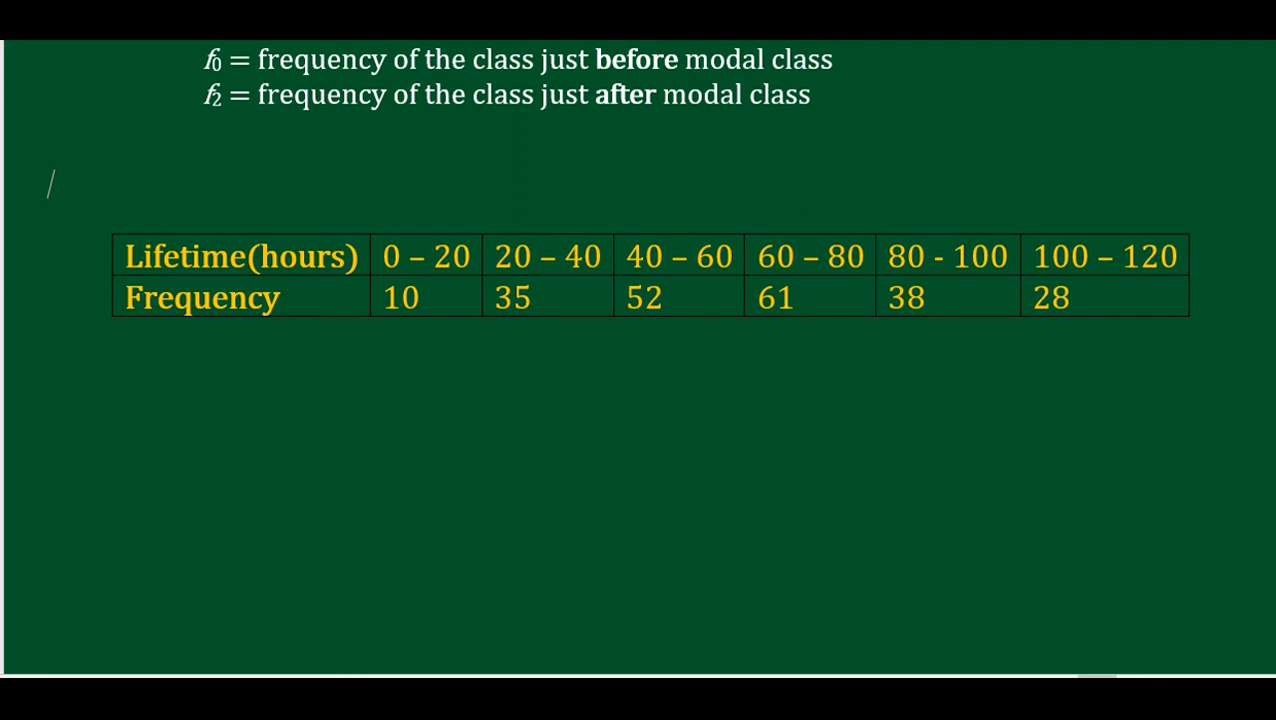 f₀ = frequency of the class just before modal class
f₂ = frequency of the class just after modal class
Lifetime(hours) 0 – 20 20 – 40 40 – 60 60 – 80 80 - 100 100 – 120
Frequency 10 35 52 61 38 28